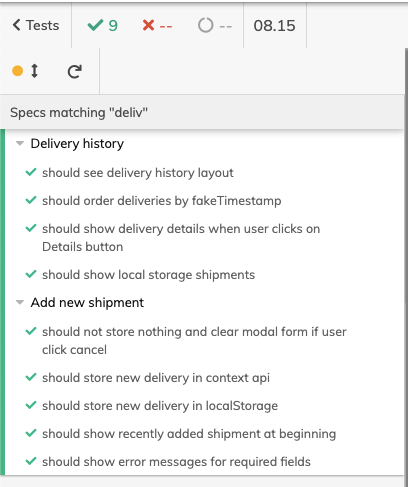 Tests 9 -- -- 08.15
Specs matching "deliv"
Delivery history
should see delivery history layout
should order deliveries by fakeTimestamp
should show delivery details when user clicks on
Details button
should show local storage shipments
Add new shipment
should not store nothing and clear modal form if user
click cancel
should store new delivery in context api
should store new delivery in localStorage
should show recently added shipment at beginning
should show error messages for required fields